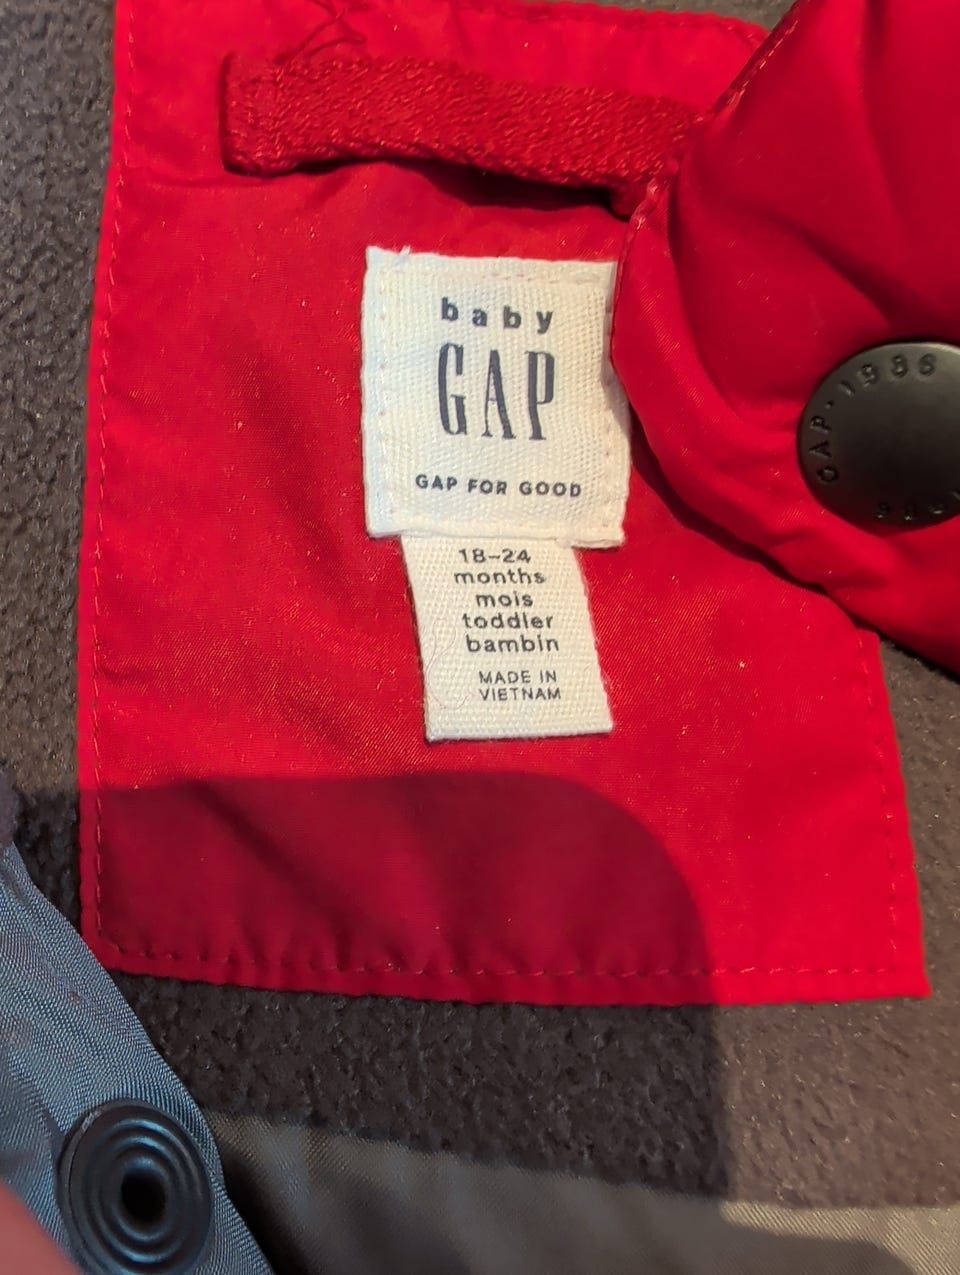 baby
GAP
GAP FOR GOOD
18-24
months
mois
toddler
bambin
MADE IN
VIETNAM
GAP · 1986